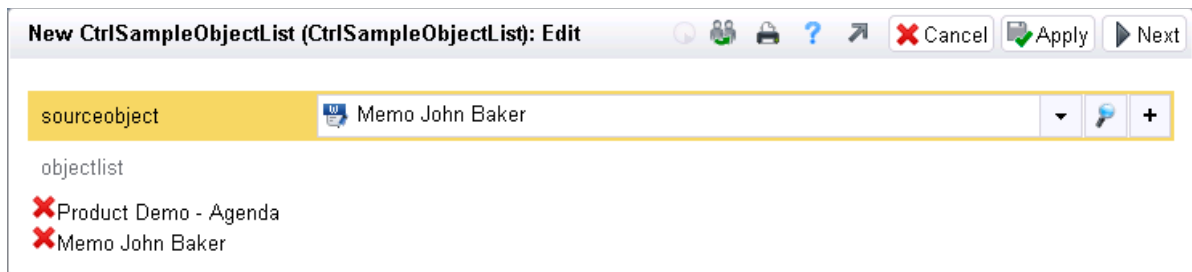 New CtrlSampleObjectList (CtrlSampleObjectList): Edit ? Cancel Apply Next
sourceobject W Memo John Baker +
objectlist
Product Demo - Agenda
Memo John Baker